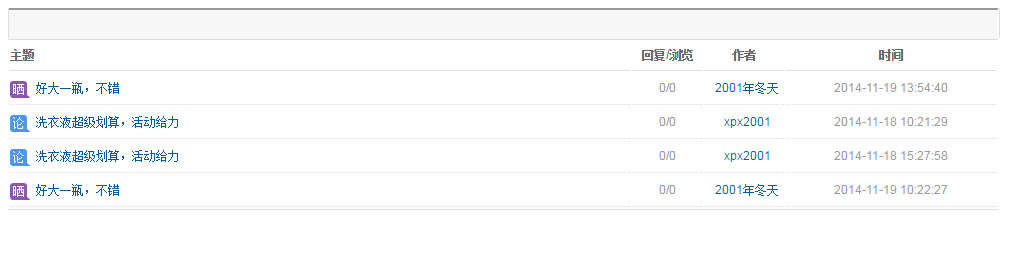 主题 回复/浏览 作者 时间
晒 好大一瓶，不错 0/0 2001年冬天 2014-11-19 13:54:40
论 洗衣液超级划算，活动给力 0/0 xpx2001 2014-11-18 10:21:29
论 洗衣液超级划算，活动给力 0/0 xpx2001 2014-11-18 15:27:58
晒 好大一瓶，不错 0/0 2001年冬天 2014-11-19 10:22:27